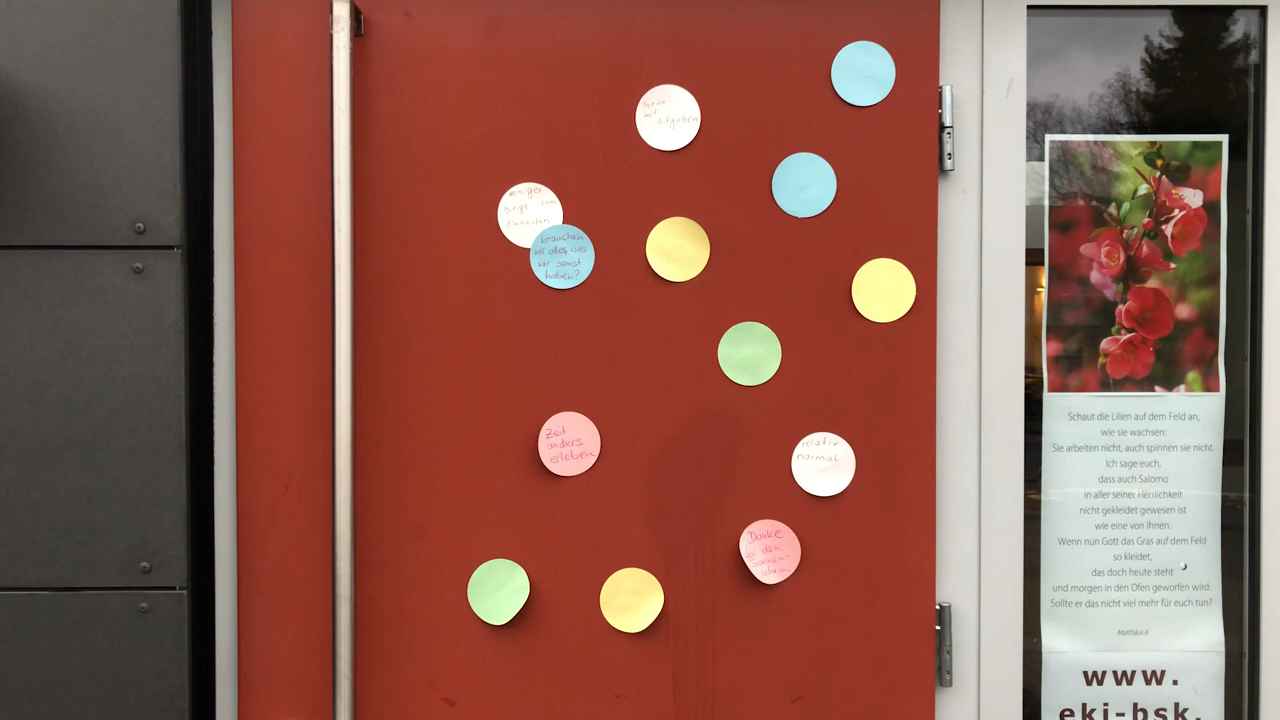 mit
weniger
Dinge zum
brauchen
wir alles, was
wir sonst
haben?
Zeit
anders
erleben
relativ
normal
Danke
für den
Sonnen-
schein
Schaut die Lilien auf dem Feld an,
wie sie wachsen:
Sie arbeiten nicht, auch spinnen sie nicht.
Ich sage euch,
dass auch Salomo
in aller seiner Herrlichkeit
nicht gekleidet gewesen ist
wie eine von ihnen.
Wenn nun Gott das Gras auf dem Feld
so kleidet,
das doch heute steht
und morgen in den Ofen geworfen wird:
Sollte er das nicht viel mehr für euch tun?
Matthäus 6
www.
eki-bsk.